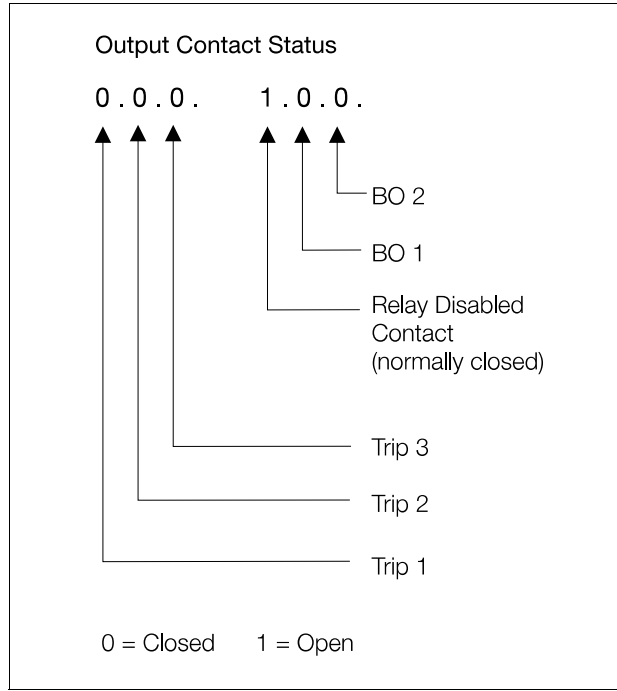 Output Contact Status
0 . 0 . 0 . 1 . 0 . 0 .
BO 2
BO 1
Relay Disabled
Contact
(normally closed)
Trip 3
Trip 2
Trip 1
0 = Closed 1 = Open